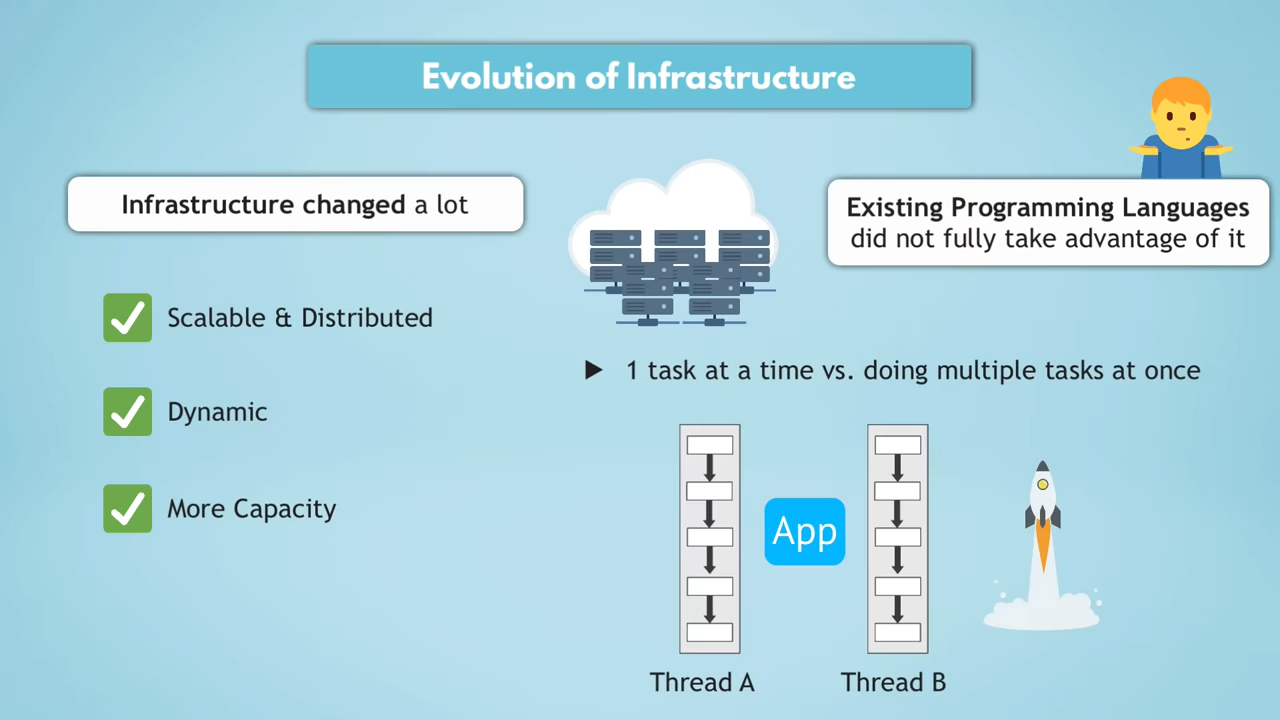 Evolution of Infrastructure
Infrastructure changed a lot
Scalable & Distributed
Dynamic
More Capacity
Existing Programming Languages
did not fully take advantage of it
1 task at a time vs. doing multiple tasks at once
App
Thread A
Thread B